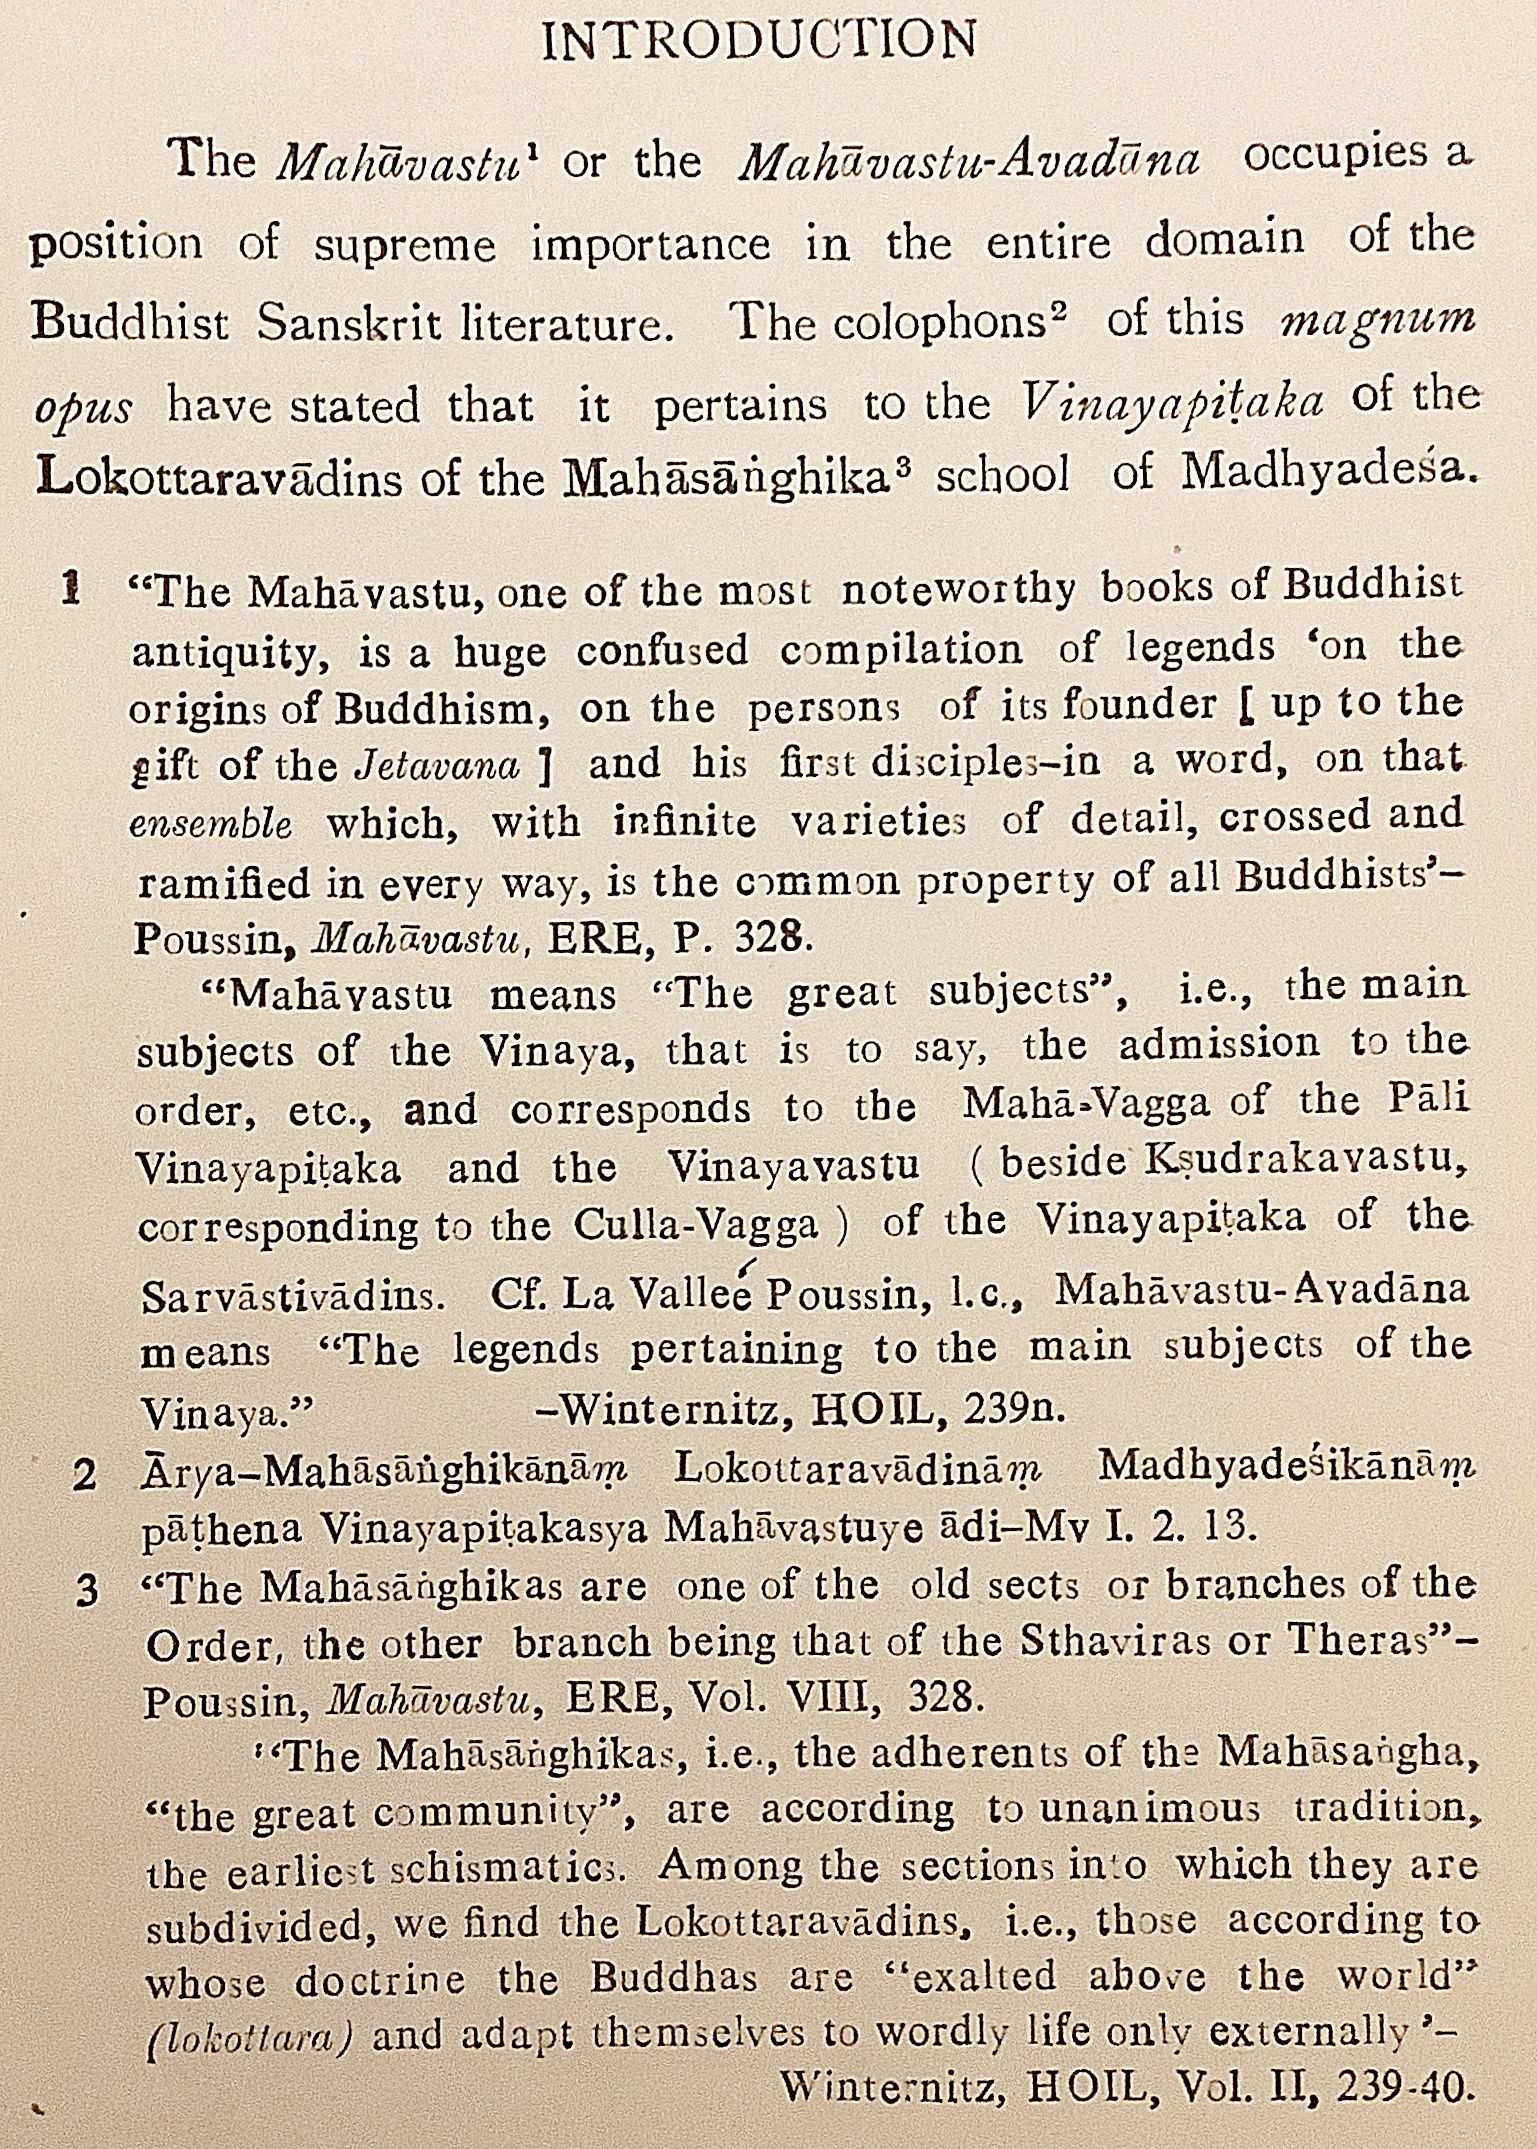 INTRODUCTION
The Mahāvastu¹ or the Mahāvastu-Avadāna occupies a
position of supreme importance in the entire domain of the
Buddhist Sanskrit literature. The colophons² of this magnum
opus have stated that it pertains to the Vinayapiṭaka of the
Lokottaravādins of the Mahāsāṅghika³ school of Madhyadeśa.
1 “The Mahāvastu, one of the most noteworthy books of Buddhist
antiquity, is a huge confused compilation of legends ‘on the
origins of Buddhism, on the persons of its founder [ up to the
gift of the Jetavana ] and his first disciples–in a word, on that
ensemble which, with infinite varieties of detail, crossed and
ramified in every way, is the common property of all Buddhists’–
Poussin, Mahāvastu, ERE, P. 328.
“Mahāvastu means “The great subjects”, i.e., the main
subjects of the Vinaya, that is to say, the admission to the
order, etc., and corresponds to the Mahā-Vagga of the Pāli
Vinayapiṭaka and the Vinayavastu ( beside Kṣudrakavastu,
corresponding to the Culla-Vagga ) of the Vinayapiṭaka of the
Sarvāstivādins. Cf. La Valleé Poussin, l.c., Mahāvastu-Avadāna
means “The legends pertaining to the main subjects of the
Vinaya.” –Winternitz, HOIL, 239n.
2 Ārya–Mahāsāṅghikānāṃ Lokottaravādināṃ Madhyadeśikānāṃ
pāṭhena Vinayapiṭakasya Mahāvastuye ādi–Mv I. 2. 13.
3 “The Mahāsāṅghikas are one of the old sects or branches of the
Order, the other branch being that of the Sthaviras or Theras”–
Poussin, Mahāvastu, ERE, Vol. VIII, 328.
“The Mahāsāṅghikas, i.e., the adherents of the Mahāsaṅgha,
“the great community”, are according to unanimous tradition,
the earliest schismatics. Among the sections into which they are
subdivided, we find the Lokottaravādins, i.e., those according to
whose doctrine the Buddhas are “exalted above the world”
(lokottara) and adapt themselves to wordly life only externally ’–
Winternitz, HOIL, Vol. II, 239-40.